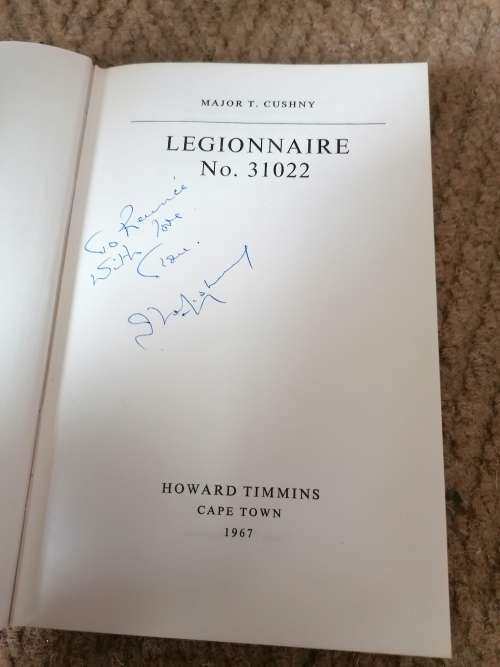 MAJOR T. CUSHNY
LEGIONNAIRE
No. 31022
To
With love
HOWARD TIMMINS
CAPE TOWN
1967